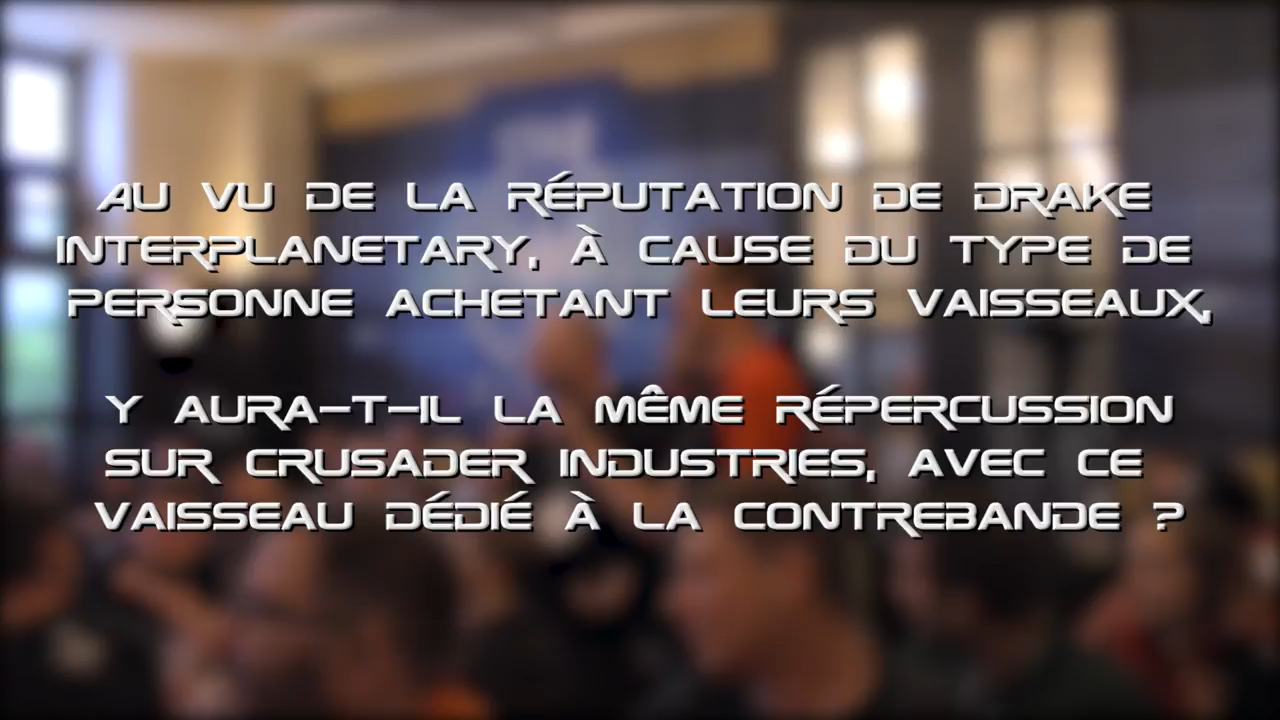 AU VU DE LA RÉPUTATION DE DRAKE
INTERPLANETARY, À CAUSE DU TYPE DE
PERSONNE ACHETANT LEURS VAISSEAUX,
Y AURA-T-IL LA MÊME RÉPERCUSSION
SUR CRUSADER INDUSTRIES, AVEC CE
VAISSEAU DÉDIÉ À LA CONTREBANDE ?